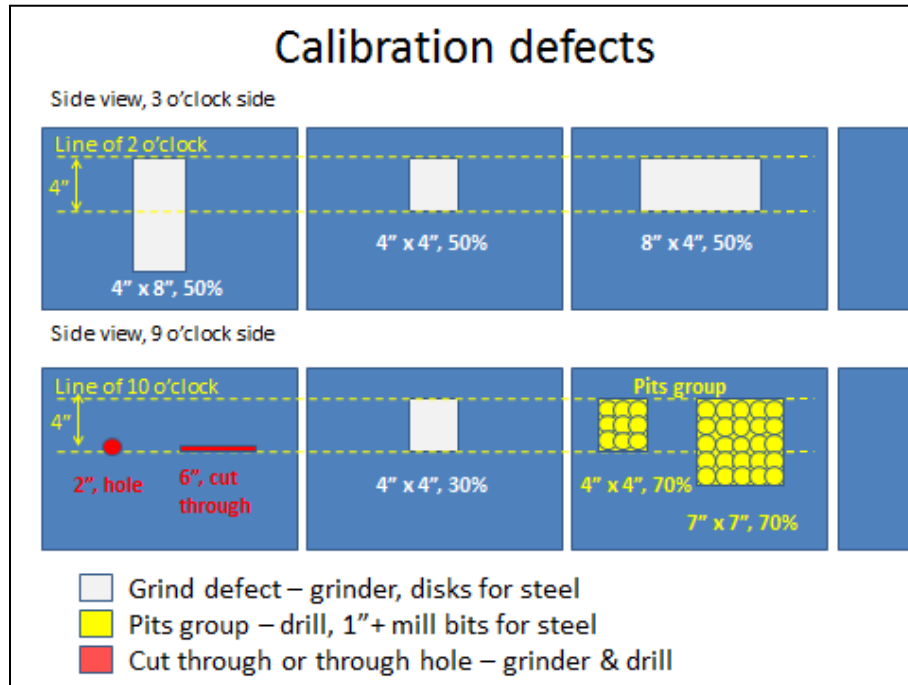 Calibration defects
Side view, 3 o’clock side
Line of 2 o’clock
4”
4” x 8”, 50%
4” x 4”, 50%
8” x 4”, 50%
Side view, 9 o’clock side
Line of 10 o’clock
4”
2”, hole
6”, cut
through
4” x 4”, 30%
Pits group
4” x 4”, 70%
7” x 7”, 70%
Grind defect – grinder, disks for steel
Pits group – drill, 1”+ mill bits for steel
Cut through or through hole – grinder & drill